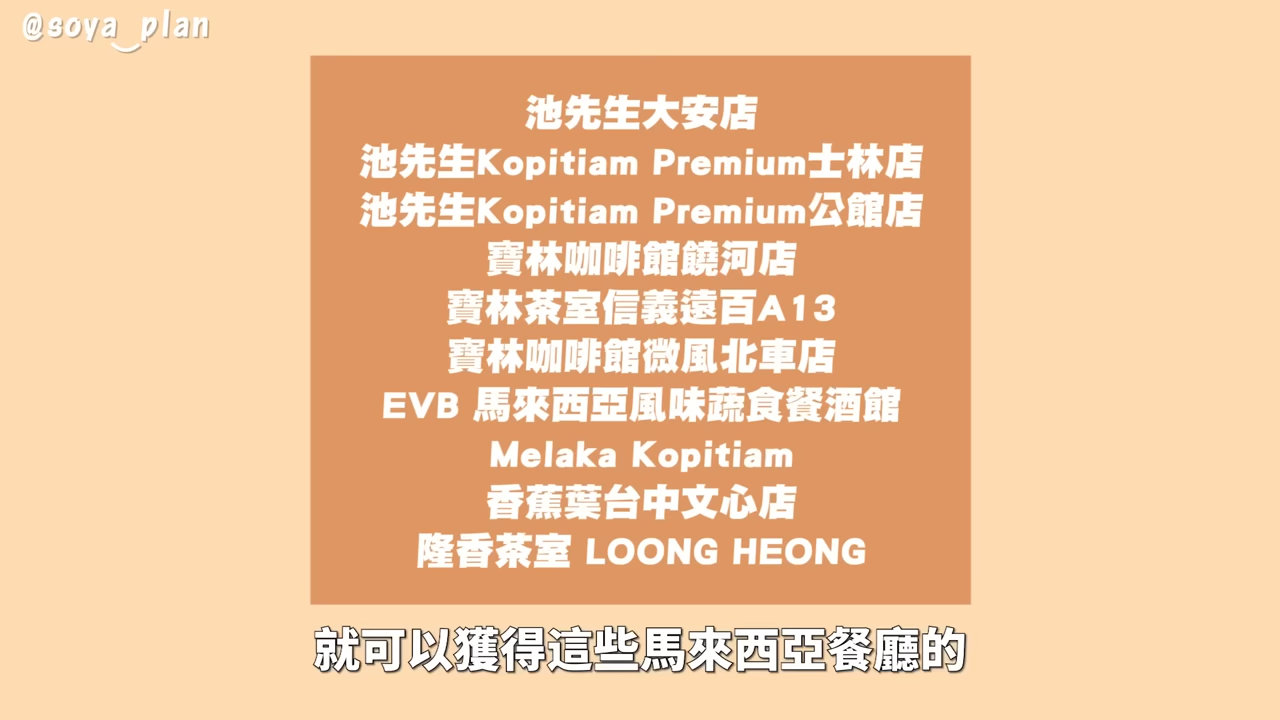 @soya_plan
池先生大安店
池先生Kopitiam Premium士林店
池先生Kopitiam Premium公館店
寶林咖啡館饒河店
寶林茶室信義遠百A13
寶林咖啡館微風北車店
EVB 馬來西亞風味蔬食餐酒館
Melaka Kopitiam
香蕉葉台中文心店
隆香茶室 LOONG HEONG
就可以獲得這些馬來西亞餐廳的